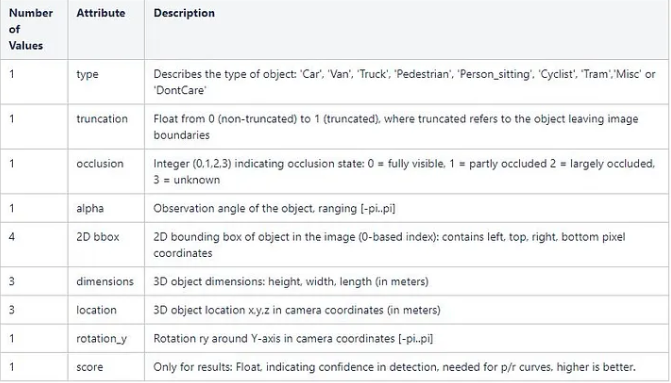 Number of Values Attribute Description
1 type Describes the type of object: 'Car', 'Van', 'Truck', 'Pedestrian', 'Person_sitting', 'Cyclist', 'Tram','Misc' or
'DontCare'
1 truncation Float from 0 (non-truncated) to 1 (truncated), where truncated refers to the object leaving image
boundaries
1 occlusion Integer (0,1,2,3) indicating occlusion state: 0 = fully visible, 1 = partly occluded 2 = largely occluded,
3 = unknown
1 alpha Observation angle of the object, ranging [-pi..pi]
4 2D bbox 2D bounding box of object in the image (0-based index): contains left, top, right, bottom pixel
coordinates
3 dimensions 3D object dimensions: height, width, length (in meters)
3 location 3D object location x,y,z in camera coordinates (in meters)
1 rotation_y Rotation ry around Y-axis in camera coordinates [-pi..pi]
1 score Only for results: Float, indicating confidence in detection, needed for p/r curves, higher is better.